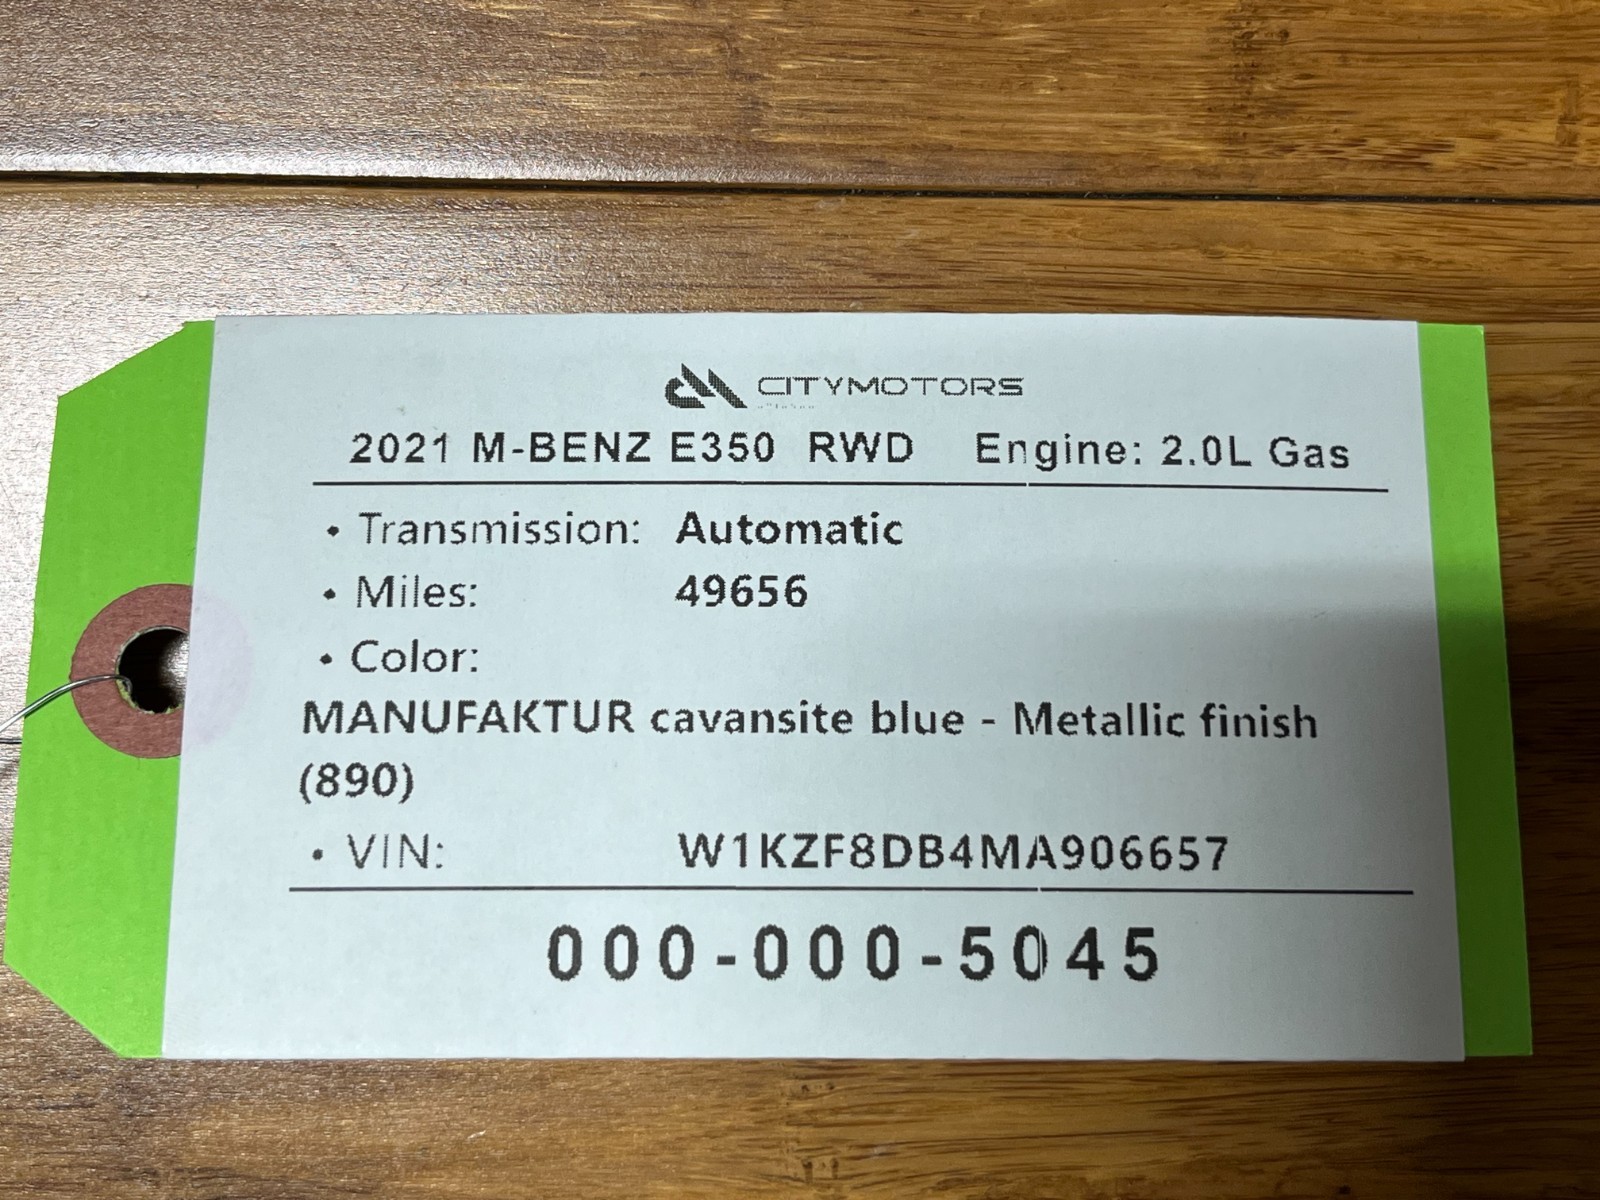 CITYMOTORS
2021 M-BENZ E350 RWD Engine: 2.0L Gas
• Transmission: Automatic
• Miles: 49656
• Color:
MANUFAKTUR cavansite blue - Metallic finish
(890)
• VIN: W1KZF8DB4MA906657
000-000-5045